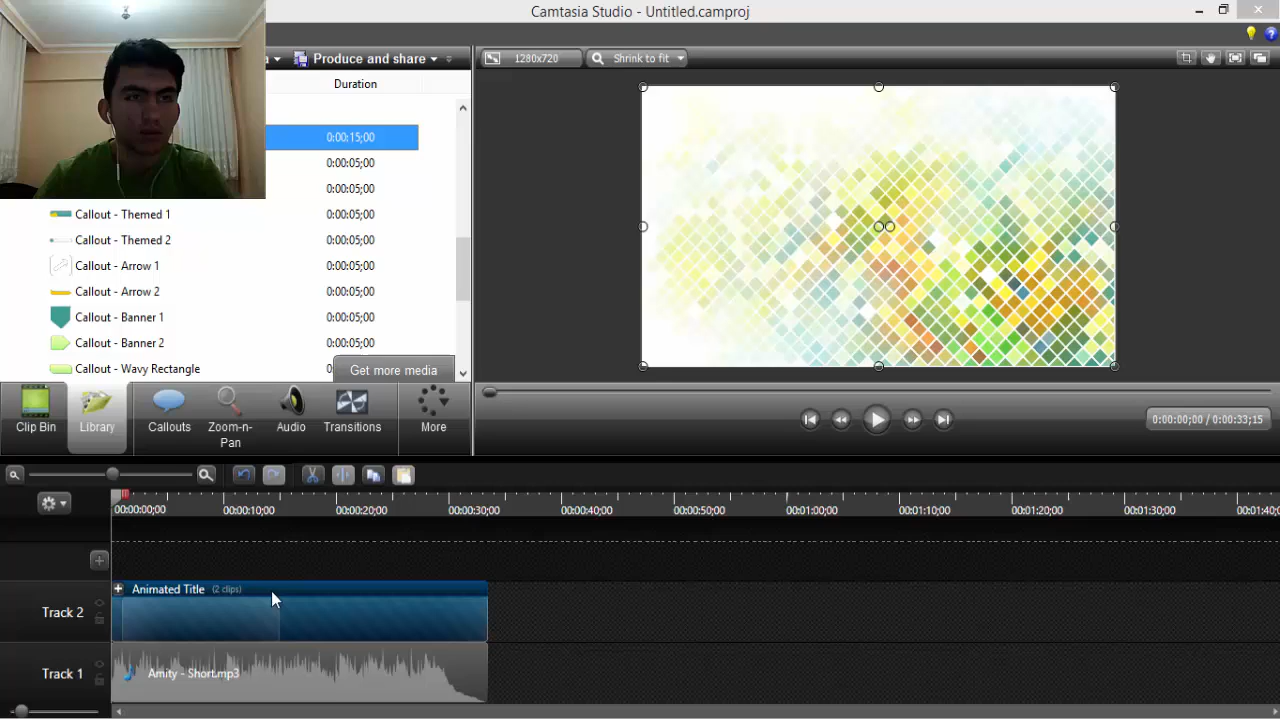 Camtasia Studio - Untitled.camproj
Produce and share
1280x720
Shrink to fit
Duration
0:00:15;00
0:00:05;00
0:00:05;00
Callout - Themed 1 0:00:05;00
Callout - Themed 2 0:00:05;00
Callout - Arrow 1 0:00:05;00
Callout - Arrow 2 0:00:05;00
Callout - Banner 1 0:00:05;00
Callout - Banner 2 0:00:05;00
Callout - Wavy Rectangle
Get more media
Clip Bin
Library
Callouts
Zoom-n-
Pan
Audio
Transitions
More
0:00:00;00 / 0:00:33;15
00:00:00;00 00:00:10;00 00:00:20;00 00:00:30;00 00:00:40;00 00:00:50;00 00:01:00;00 00:01:10;00 00:01:20;00 00:01:30;00 00:01:40;0
Animated Title (2 clips)
Track 2
Track 1
Amity - Short.mp3